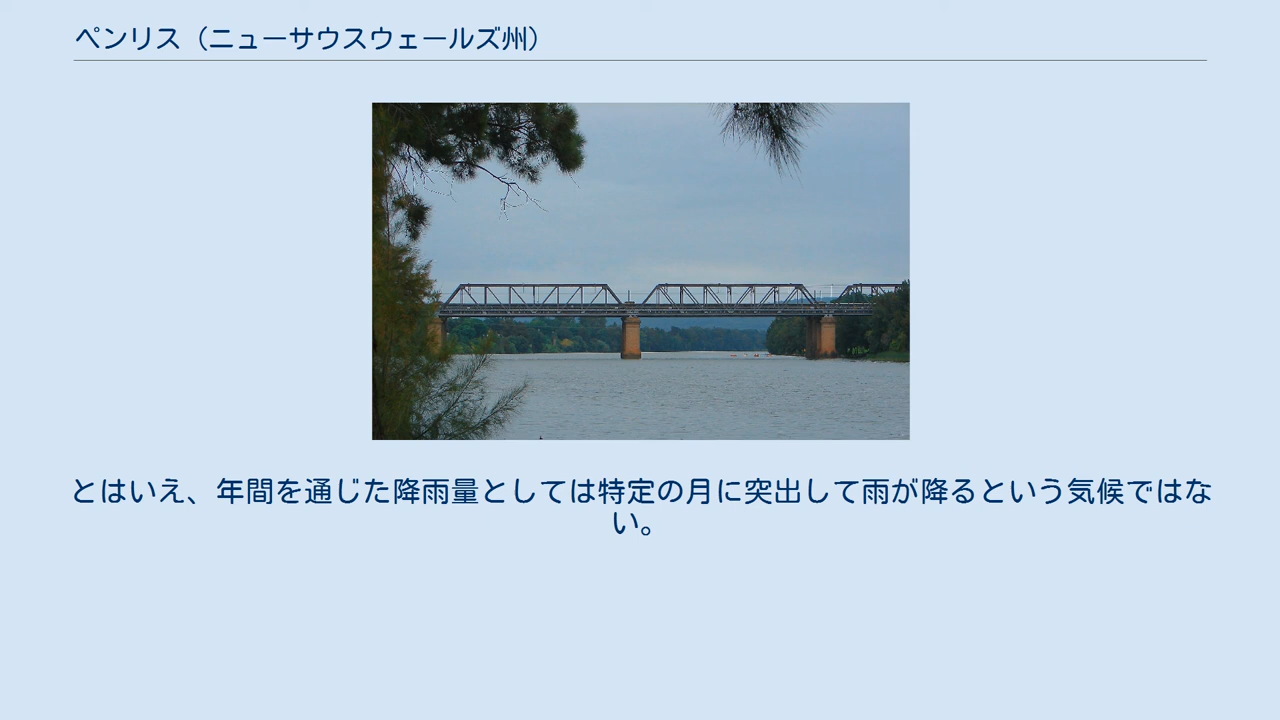 ペンリス（ニューサウスウェールズ州）
とはいえ、年間を通じた降雨量としては特定の月に突出して雨が降るという気候ではな
い。